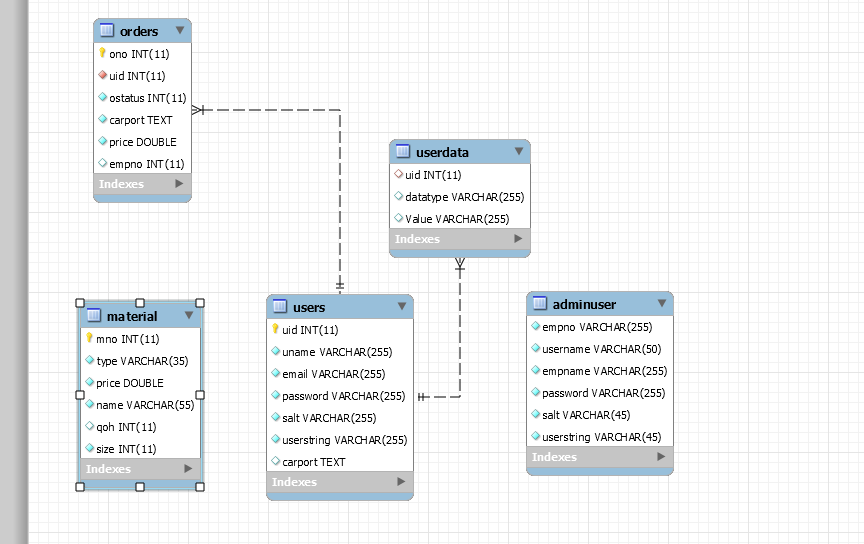 orders
ono INT(11)
uid INT(11)
ostatus INT(11)
carport TEXT
price DOUBLE
empno INT(11)
Indexes
userdata
uid INT(11)
datatype VARCHAR(255)
Value VARCHAR(255)
Indexes
material
mno INT(11)
type VARCHAR(35)
price DOUBLE
name VARCHAR(55)
qoh INT(11)
size INT(11)
Indexes
users
uid INT(11)
uname VARCHAR(255)
email VARCHAR(255)
password VARCHAR(255)
salt VARCHAR(255)
userstring VARCHAR(255)
carport TEXT
Indexes
adminuser
empno VARCHAR(255)
username VARCHAR(50)
empname VARCHAR(255)
password VARCHAR(255)
salt VARCHAR(45)
userstring VARCHAR(45)
Indexes